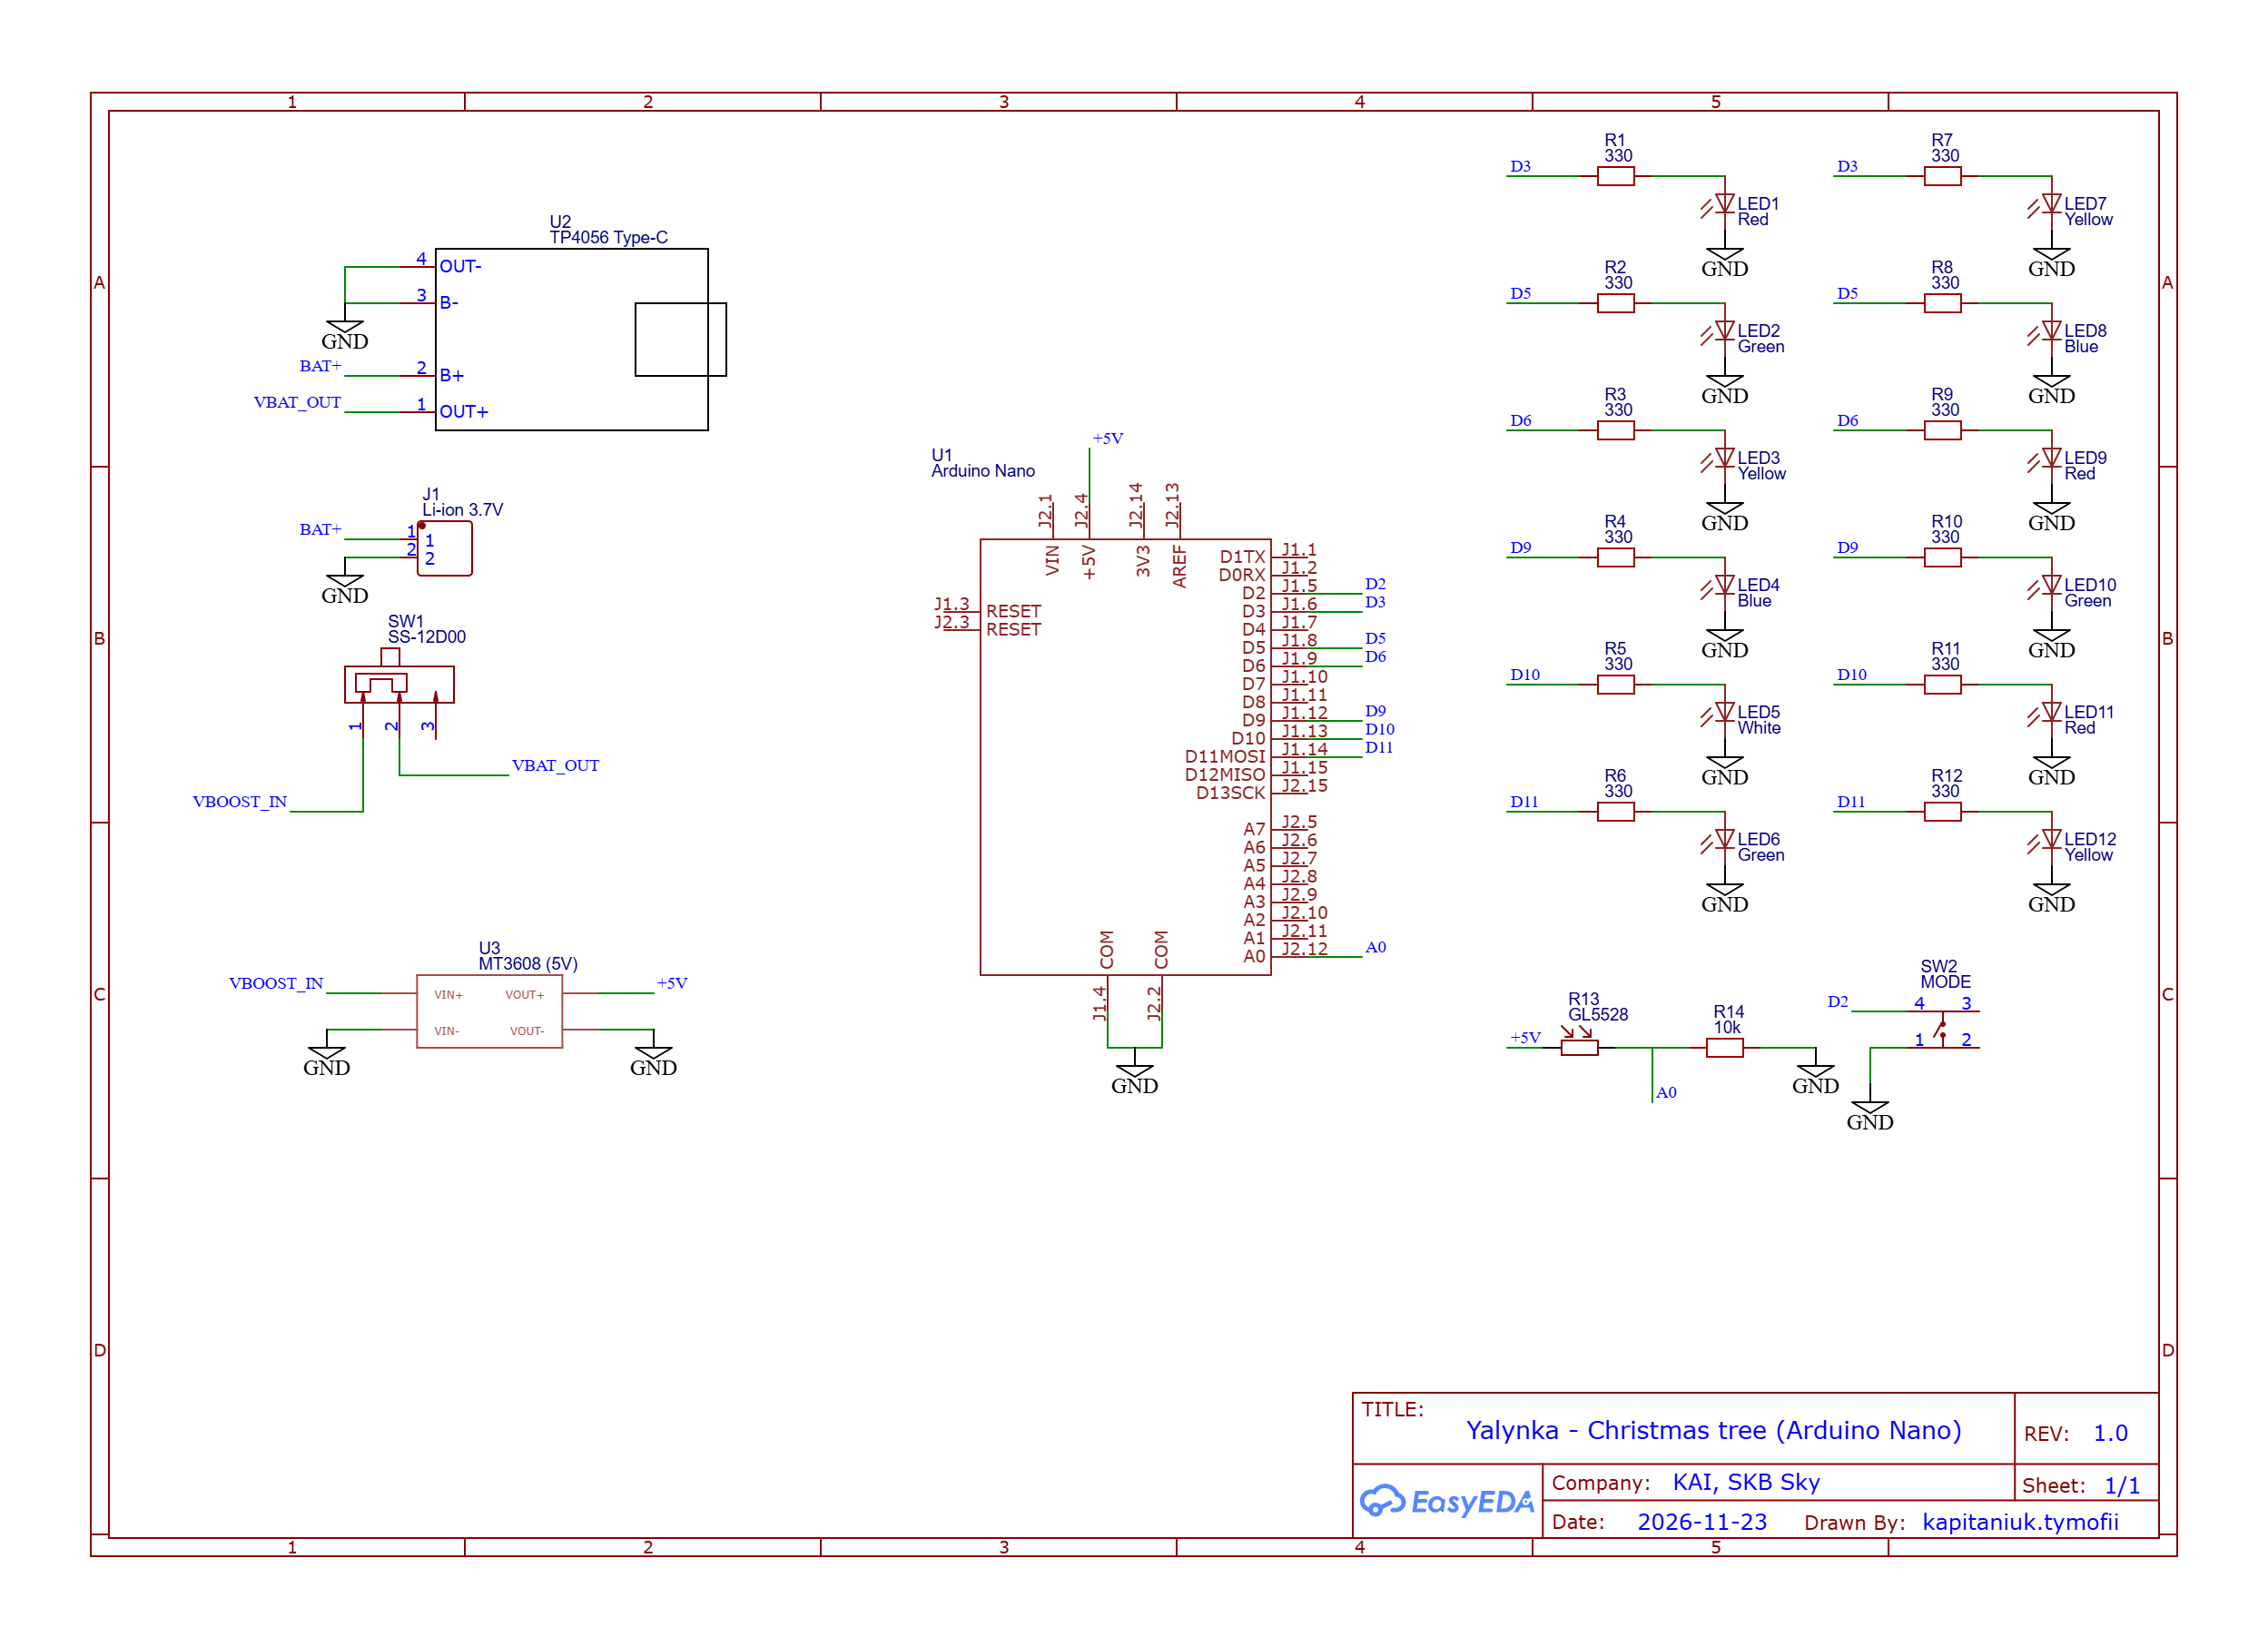 1 2 3 4 5
A
B
C
D
A
B
C
D
1 2 3 4 5
U2
TP4056 Type-C
4 OUT-
3 B-
GND
BAT+ 2 B+
VBAT_OUT 1 OUT+
J1
Li-ion 3.7V
BAT+ 1 1
2 2
GND
SW1
SS-12D00
1 2 3
VBAT_OUT
VBOOST_IN
U3
MT3608 (5V)
VBOOST_IN VIN+ VOUT+ +5V
VIN- VOUT-
GND GND
+5V
U1
Arduino Nano
J2.1 J2.4 J2.14 J2.13
VIN +5V 3V3 AREF
J1.3 RESET
J2.3 RESET
D1TX J1.1
D0RX J1.2
D2 J1.5 D2
D3 J1.6 D3
D4 J1.7
D5 J1.8 D5
D6 J1.9 D6
D7 J1.10
D8 J1.11
D9 J1.12 D9
D10 J1.13 D10
D11MOSI J1.14 D11
D12MISO J1.15
D13SCK J2.15
A7 J2.5
A6 J2.6
A5 J2.7
A4 J2.8
A3 J2.9
A2 J2.10
A1 J2.11
A0 J2.12 A0
COM COM
J1.4 J2.2
GND
R1
330
D3
LED1
Red
GND
R2
330
D5
LED2
Green
GND
R3
330
D6
LED3
Yellow
GND
R4
330
D9
LED4
Blue
GND
R5
330
D10
LED5
White
GND
R6
330
D11
LED6
Green
GND
R7
330
D3
LED7
Yellow
GND
R8
330
D5
LED8
Blue
GND
R9
330
D6
LED9
Red
GND
R10
330
D9
LED10
Green
GND
R11
330
D10
LED11
Red
GND
R12
330
D11
LED12
Yellow
GND
R13
GL5528
+5V
R14
10k
A0
GND
SW2
MODE
D2 4 3
1 2
GND
TITLE:
Yalynka - Christmas tree (Arduino Nano)
REV: 1.0
EasyEDA
Company: KAI, SKB Sky
Sheet: 1/1
Date: 2026-11-23 Drawn By: kapitaniuk.tymofii